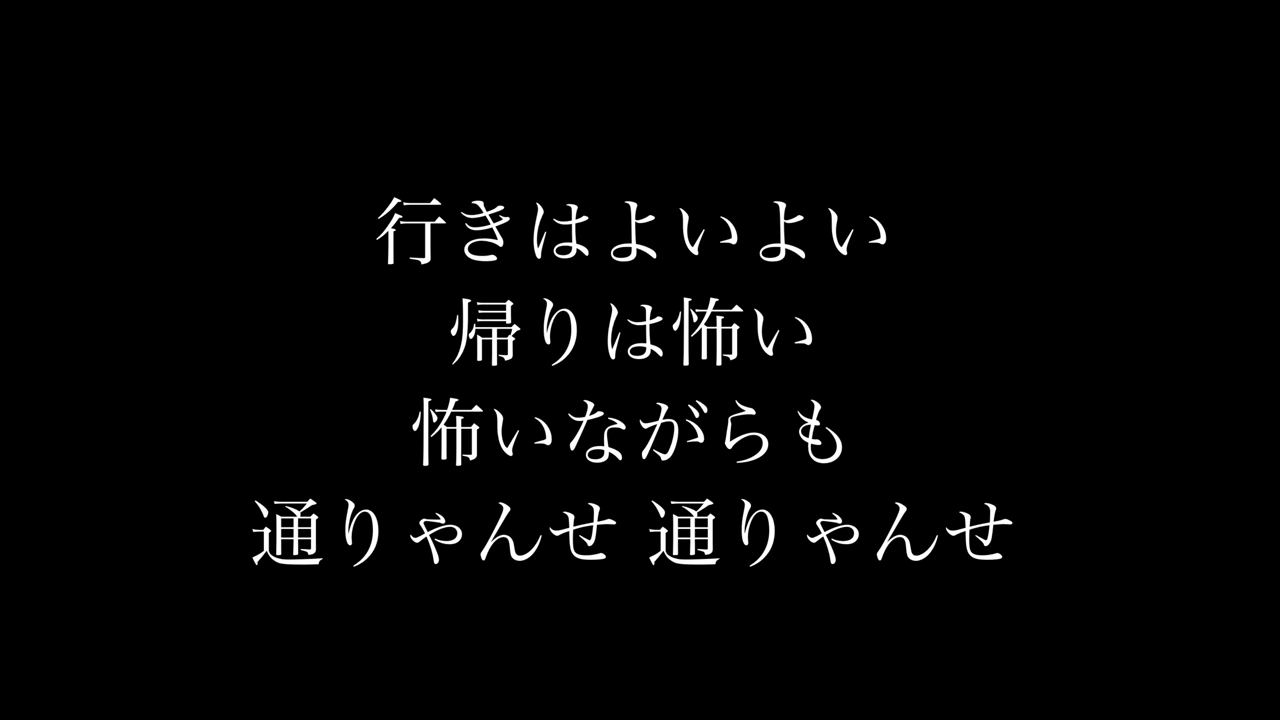 行きはよいよい
帰りは怖い
怖いながらも
通りゃんせ 通りゃんせ